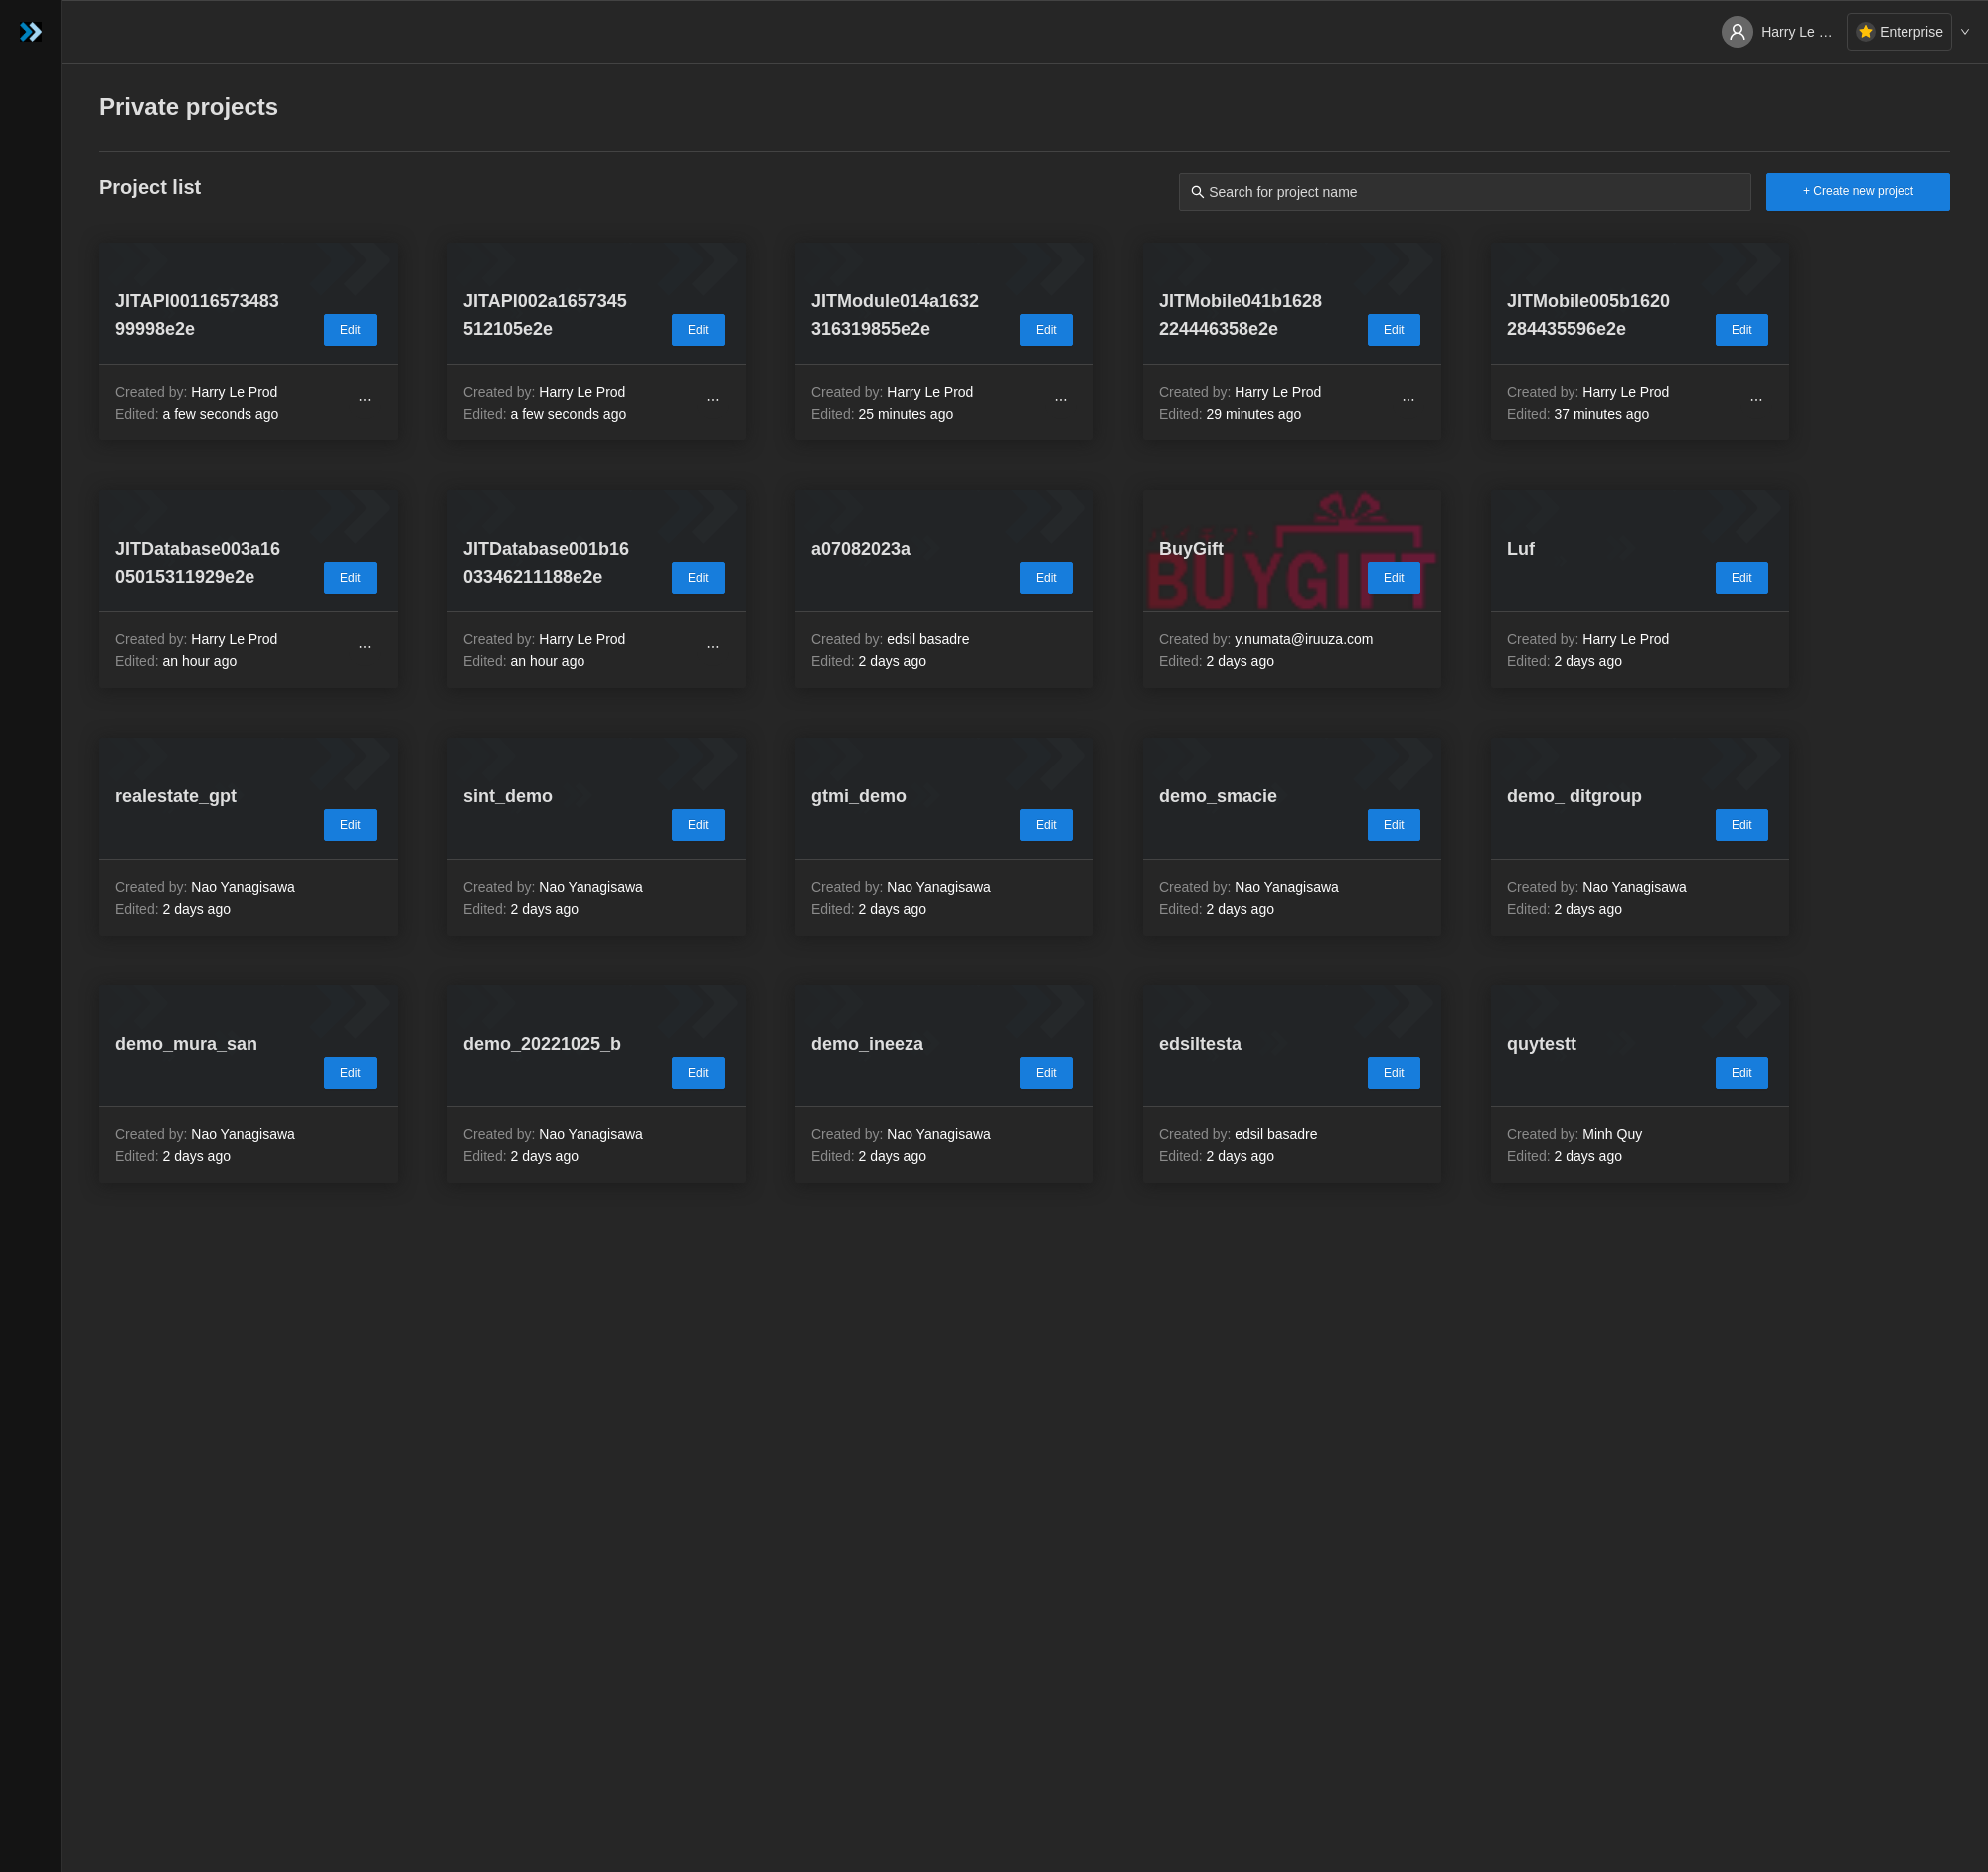 Harry Le ...
Enterprise
Private projects
Project list
Search for project name
+ Create new project
JITAPI00116573483
99998e2e
Edit
Created by: Harry Le Prod
...
Edited: a few seconds ago
JITAPI002a1657345
512105e2e
Edit
Created by: Harry Le Prod
...
Edited: a few seconds ago
JITModule014a1632
316319855e2e
Edit
Created by: Harry Le Prod
...
Edited: 25 minutes ago
JITMobile041b1628
224446358e2e
Edit
Created by: Harry Le Prod
...
Edited: 29 minutes ago
JITMobile005b1620
284435596e2e
Edit
Created by: Harry Le Prod
...
Edited: 37 minutes ago
JITDatabase003a16
05015311929e2e
Edit
Created by: Harry Le Prod
...
Edited: an hour ago
JITDatabase001b16
03346211188e2e
Edit
Created by: Harry Le Prod
...
Edited: an hour ago
a07082023a
Edit
Created by: edsil basadre
Edited: 2 days ago
BuyGift
BUYGIFT
Edit
Created by: y.numata@iruuza.com
Edited: 2 days ago
Luf
Edit
Created by: Harry Le Prod
Edited: 2 days ago
realestate_gpt
Edit
Created by: Nao Yanagisawa
Edited: 2 days ago
sint_demo
Edit
Created by: Nao Yanagisawa
Edited: 2 days ago
gtmi_demo
Edit
Created by: Nao Yanagisawa
Edited: 2 days ago
demo_smacie
Edit
Created by: Nao Yanagisawa
Edited: 2 days ago
demo_ ditgroup
Edit
Created by: Nao Yanagisawa
Edited: 2 days ago
demo_mura_san
Edit
Created by: Nao Yanagisawa
Edited: 2 days ago
demo_20221025_b
Edit
Created by: Nao Yanagisawa
Edited: 2 days ago
demo_ineeza
Edit
Created by: Nao Yanagisawa
Edited: 2 days ago
edsiltesta
Edit
Created by: edsil basadre
Edited: 2 days ago
quytestt
Edit
Created by: Minh Quy
Edited: 2 days ago